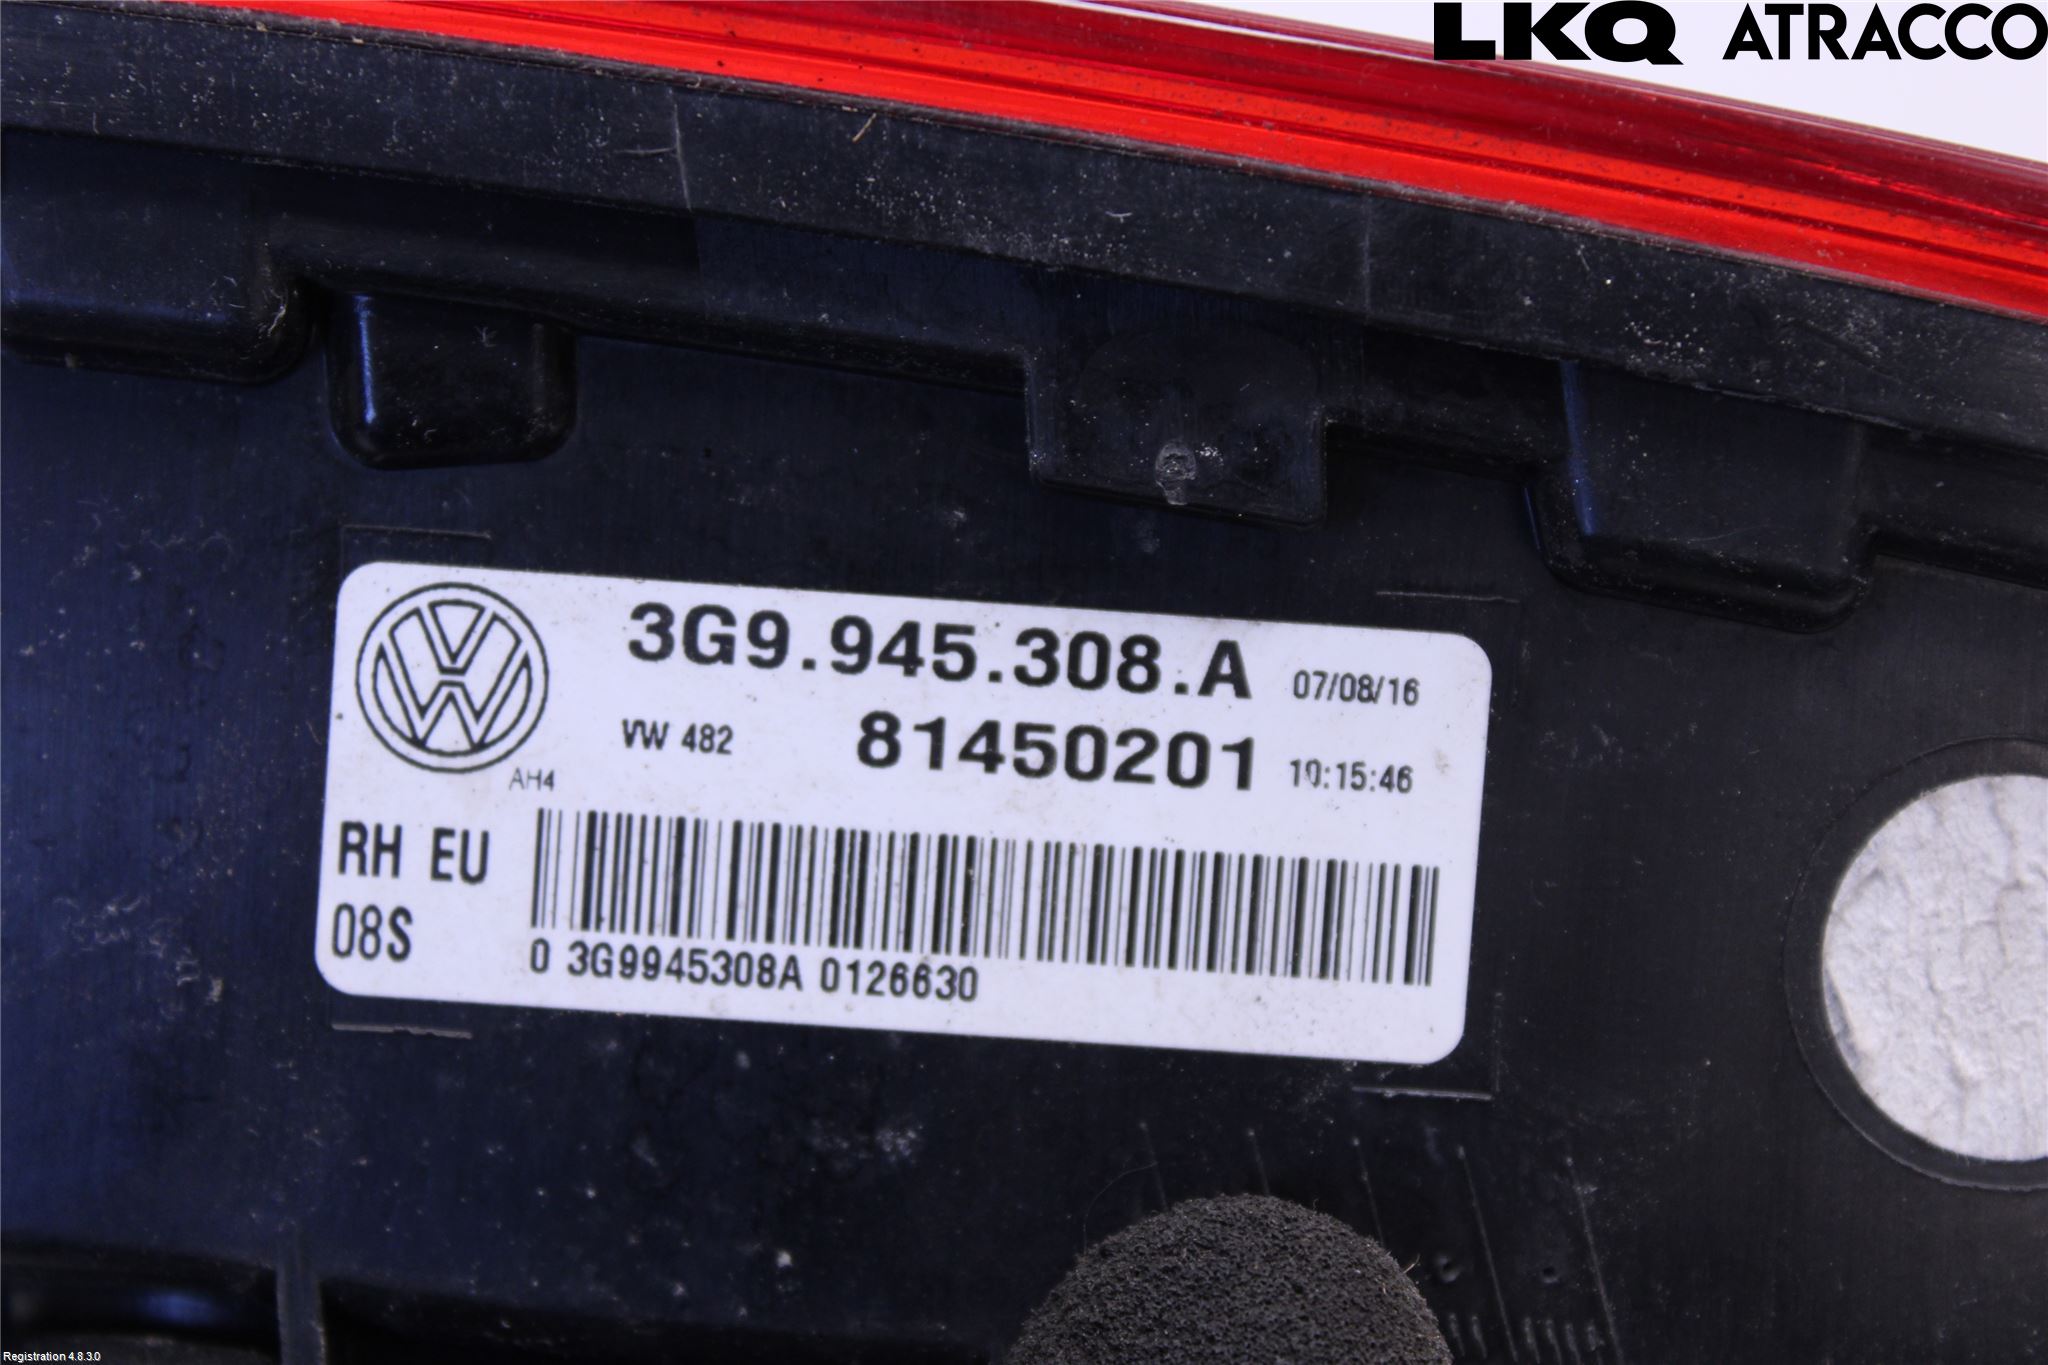 LKQ ATRACCO
3G9.945.308.A 07/08/16
VW 482 81450201 10:15:46
AH4
RH EU
08S
0 3G9945308A 0126630
Registration 4.8.3.0